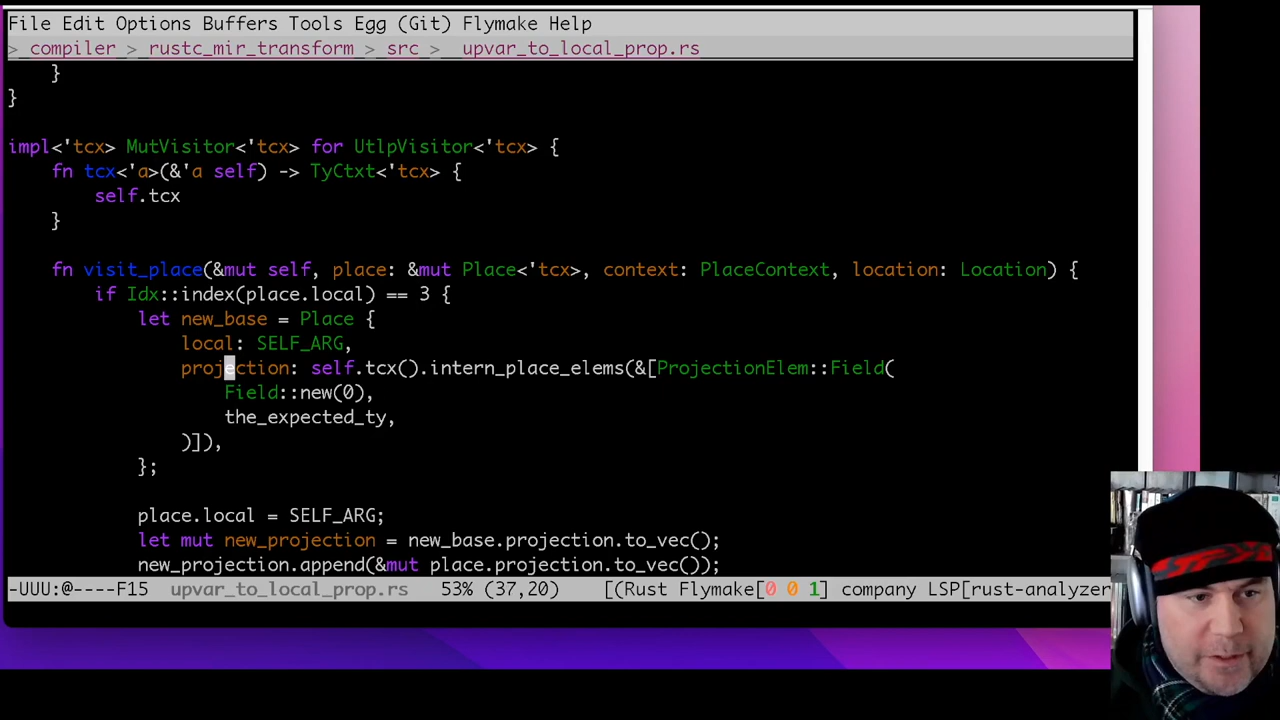 File Edit Options Buffers Tools Egg (Git) Flymake Help
> compiler > rustc_mir_transform > src > upvar_to_local_prop.rs
    }
}
impl<'tcx> MutVisitor<'tcx> for UtlpVisitor<'tcx> {
    fn tcx<'a>(&'a self) -> TyCtxt<'tcx> {
        self.tcx
    }
    fn visit_place(&mut self, place: &mut Place<'tcx>, context: PlaceContext, location: Location) {
        if Idx::index(place.local) == 3 {
            let new_base = Place {
                local: SELF_ARG,
                projection: self.tcx().intern_place_elems(&[ProjectionElem::Field(
                    Field::new(0),
                    the_expected_ty,
                )]),
            };
            place.local = SELF_ARG;
            let mut new_projection = new_base.projection.to_vec();
            new_projection.append(&mut place.projection.to_vec());
-UUU:@----F15  upvar_to_local_prop.rs   53% (37,20)     [(Rust Flymake[0 0 1] company LSP[rust-analyzer